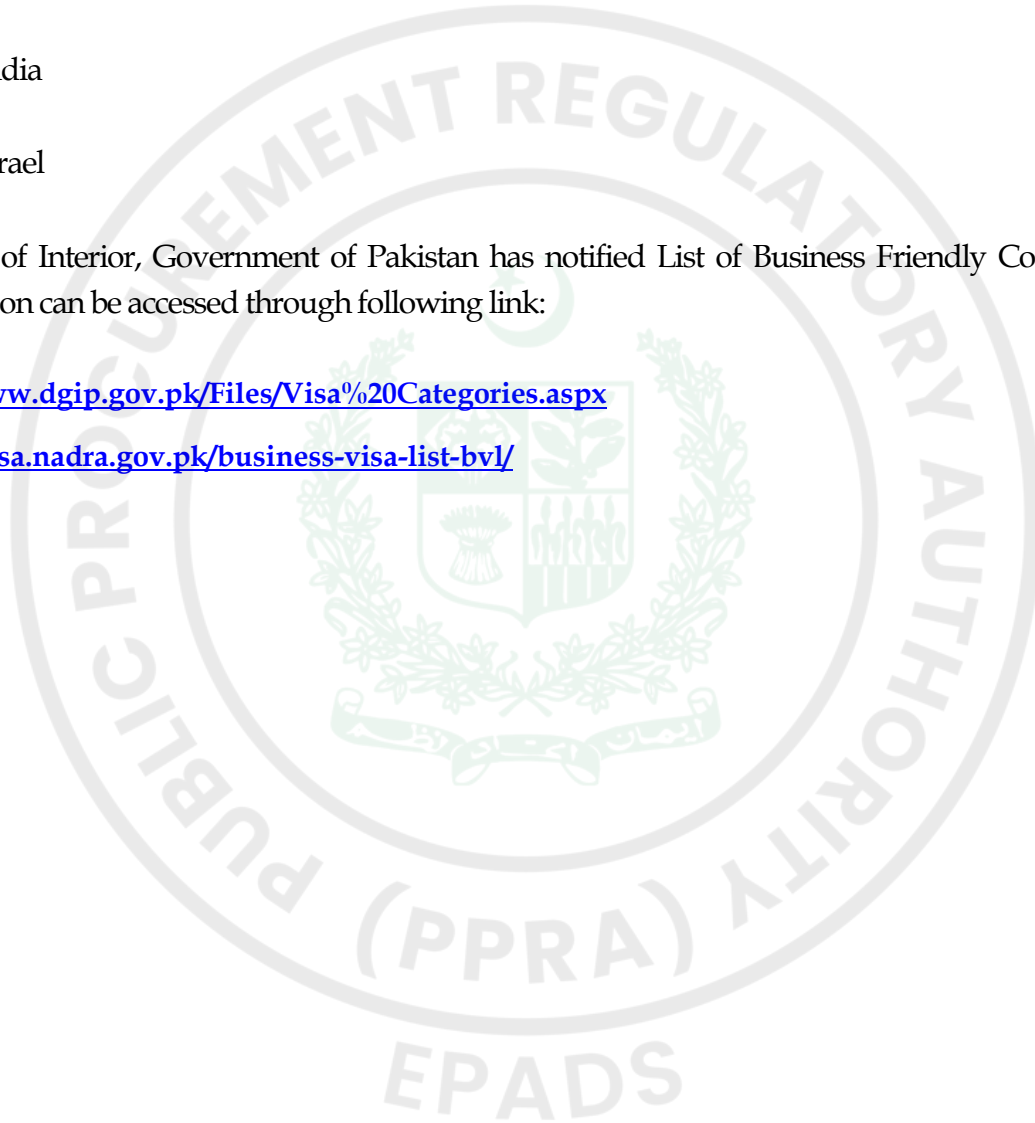 dia
rael
of Interior, Government of Pakistan has notified List of Business Friendly Co
on can be accessed through following link:
ww.dgip.gov.pk/Files/Visa%20Categories.aspx
sa.nadra.gov.pk/business-visa-list-bvl/
PUBLIC PROCUREMENT REGULATORY AUTHORITY
(PPRA)
EPADS